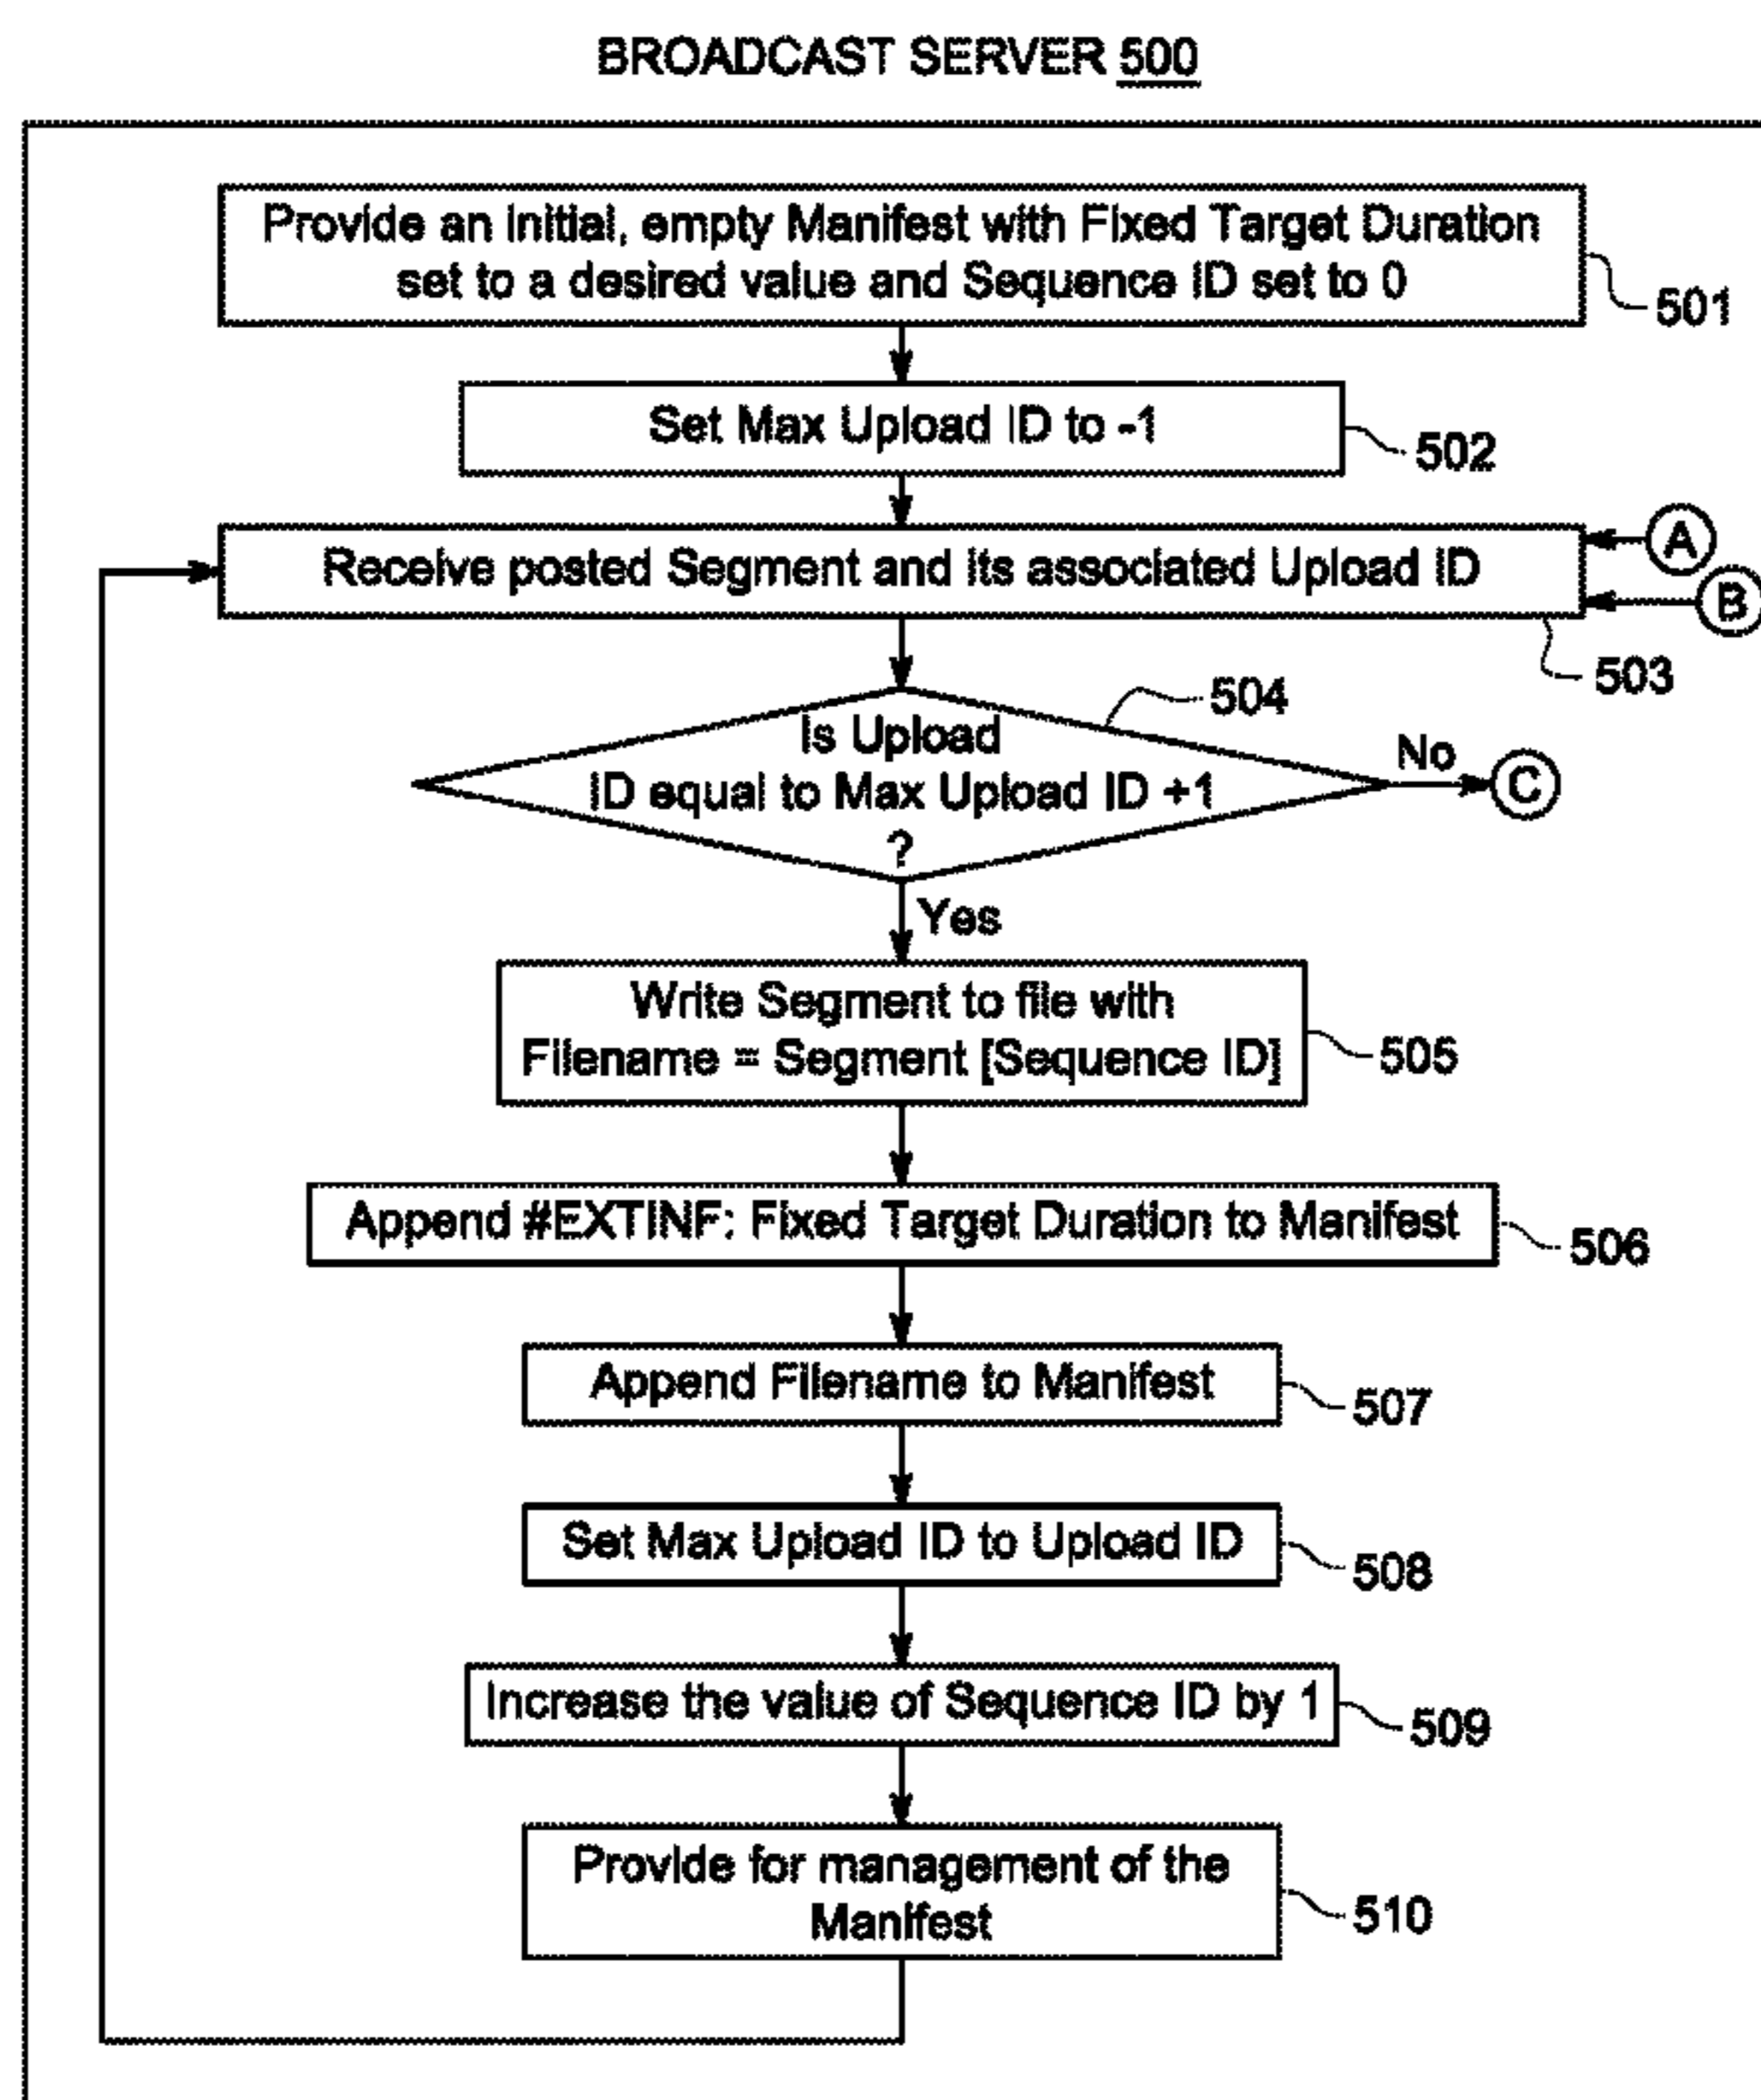 BROADCAST SERVER 500
Provide an initial, empty Manifest with Fixed Target Duration
set to a desired value and Sequence ID set to 0
501
Set Max Upload ID to -1
502
Receive posted Segment and its associated Upload ID
A
B
503
504
Is Upload
ID equal to Max Upload ID +1
?
No
C
Yes
Write Segment to file with
Filename = Segment [Sequence ID]
505
Append #EXTINF: Fixed Target Duration to Manifest
506
Append Filename to Manifest
507
Set Max Upload ID to Upload ID
508
Increase the value of Sequence ID by 1
509
Provide for management of the
Manifest
510